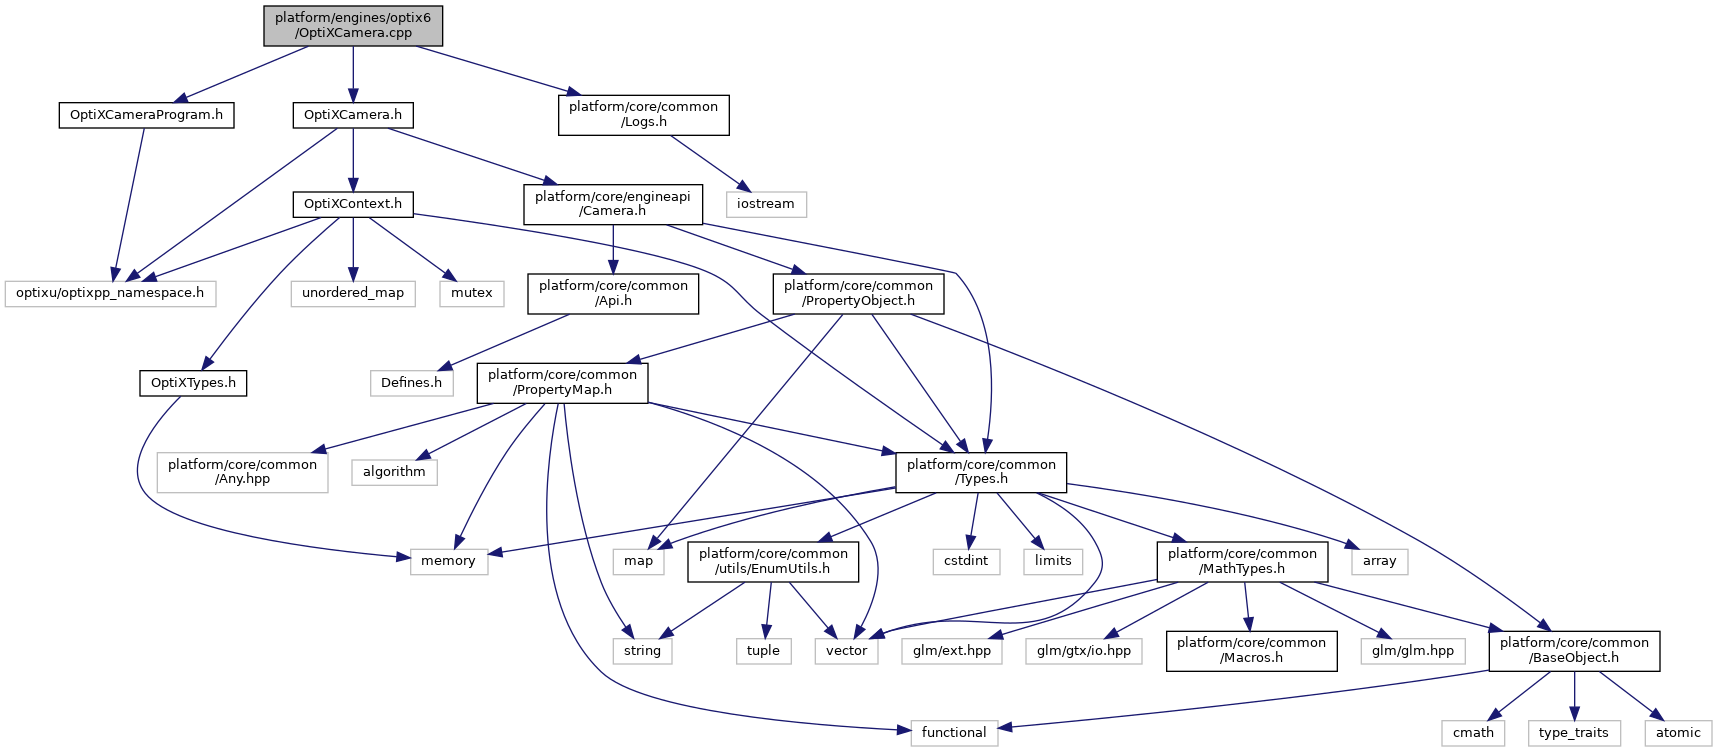 platform/engines/optix6
/OptiXCamera.cpp
OptiXCameraProgram.h
OptiXCamera.h
platform/core/common
/Logs.h
OptiXContext.h
platform/core/engineapi
/Camera.h
iostream
optixu/optixpp_namespace.h
unordered_map
mutex
platform/core/common
/Api.h
platform/core/common
/PropertyObject.h
OptiXTypes.h
Defines.h
platform/core/common
/PropertyMap.h
platform/core/common
/Any.hpp
algorithm
platform/core/common
/Types.h
memory
map
platform/core/common
/utils/EnumUtils.h
cstdint
limits
platform/core/common
/MathTypes.h
array
string
tuple
vector
glm/ext.hpp
glm/gtx/io.hpp
platform/core/common
/Macros.h
glm/glm.hpp
platform/core/common
/BaseObject.h
functional
cmath
type_traits
atomic